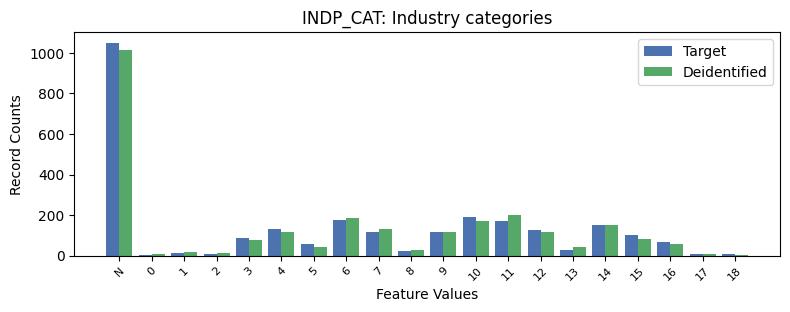 INDP_CAT: Industry categories
Target
Deidentified
Record Counts
1000
800
600
400
200
0
N 0 1 2 3 4 5 6 7 8 9 10 11 12 13 14 15 16 17 18
Feature Values